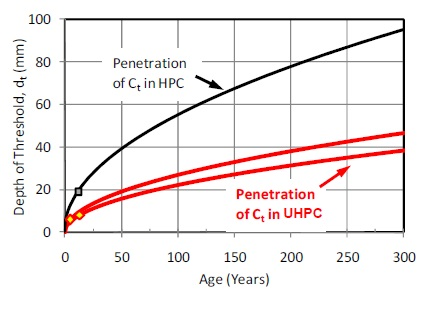 100
80
60
40
20
0
Depth of Threshold, dt (mm)
Penetration
of Ct in HPC
Penetration
of Ct in UHPC
0 50 100 150 200 250 300
Age (Years)